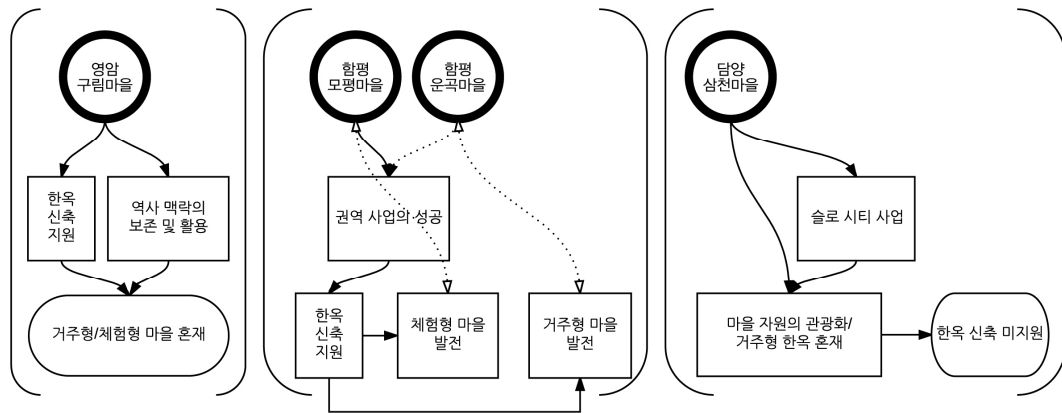 영암
구림마을
한옥
신축
지원
역사 맥락의
보존 및 활용
거주형/체험형 마을 혼재
함평
모평마을
함평
운곡마을
권역 사업의 성공
한옥
신축
지원
체험형 마을
발전
거주형 마을
발전
담양
삼천마을
슬로 시티 사업
마을 자원의 관광화/
거주형 한옥 혼재
한옥 신축 미지원